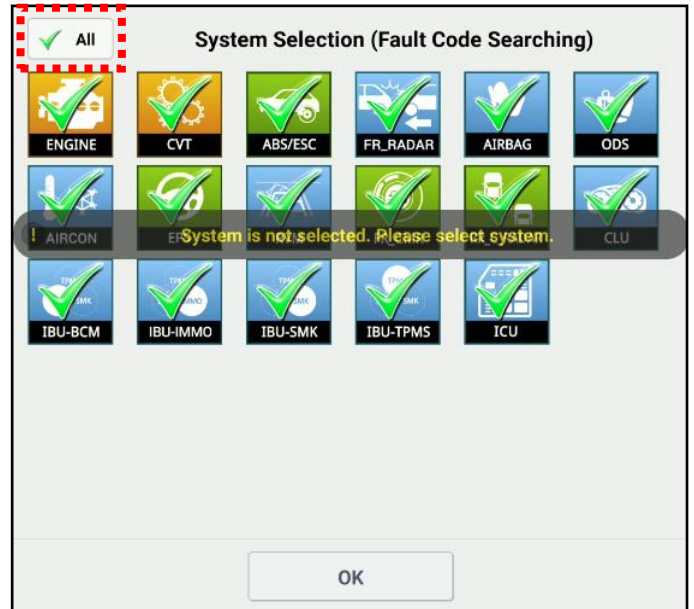 All
System Selection (Fault Code Searching)
ENGINE CVT ABS/ESC FR_RADAR AIRBAG ODS
AIRCON CLU
! System is not selected. Please select system.
IBU-BCM IBU-IMMO IBU-SMK IBU-TPMS ICU
OK